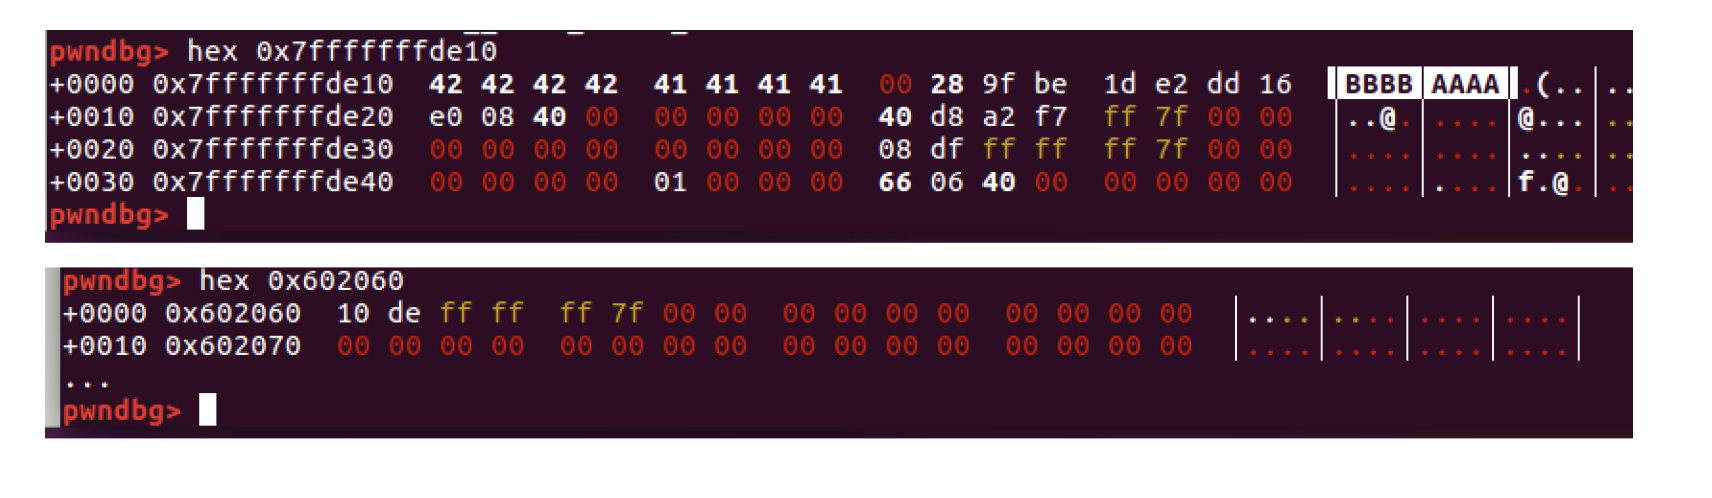 pwndbg> hex 0x7fffffffde10
+0000 0x7fffffffde10 42 42 42 42 41 41 41 41 00 28 9f be 1d e2 dd 16 |BBBB|AAAA|.(..|..
+0010 0x7fffffffde20 e0 08 40 00 00 00 00 00 40 d8 a2 f7 ff 7f 00 00 |..@.|....|@...|..
+0020 0x7fffffffde30 00 00 00 00 00 00 00 00 08 df ff ff ff 7f 00 00 |....|....|....|..
+0030 0x7fffffffde40 00 00 00 00 01 00 00 00 66 06 40 00 00 00 00 00 |....|....|f.@.|..
pwndbg>
pwndbg> hex 0x602060
+0000 0x602060 10 de ff ff ff 7f 00 00 00 00 00 00 00 00 00 00 |....|....|....|....|
+0010 0x602070 00 00 00 00 00 00 00 00 00 00 00 00 00 00 00 00 |....|....|....|....|
...
pwndbg>